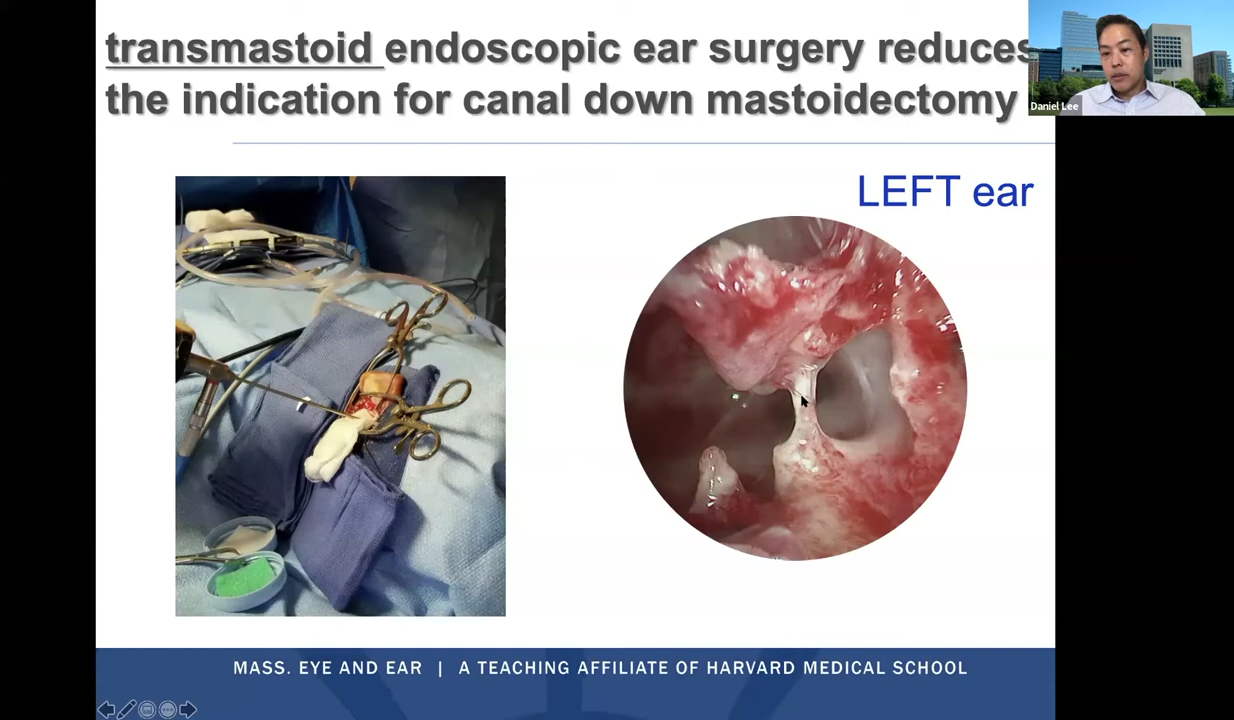 transmastoid endoscopic ear surgery reduces
the indication for canal down mastoidectomy
Daniel Lee
LEFT ear
MASS. EYE AND EAR | A TEACHING AFFILIATE OF HARVARD MEDICAL SCHOOL